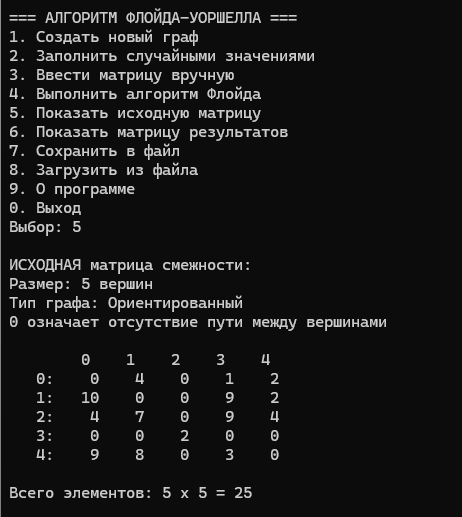 === АЛГОРИТМ ФЛОЙДА-УОРШЕЛЛА ===
1. Создать новый граф
2. Заполнить случайными значениями
3. Ввести матрицу вручную
4. Выполнить алгоритм Флойда
5. Показать исходную матрицу
6. Показать матрицу результатов
7. Сохранить в файл
8. Загрузить из файла
9. О программе
0. Выход
Выбор: 5

ИСХОДНАЯ матрица смежности:
Размер: 5 вершин
Тип графа: Ориентированный
0 означает отсутствие пути между вершинами

        0    1    2    3    4
   0:    0    4    0    1    2
   1:   10    0    0    9    2
   2:    4    7    0    9    4
   3:    0    0    2    0    0
   4:    9    8    0    3    0

Всего элементов: 5 x 5 = 25